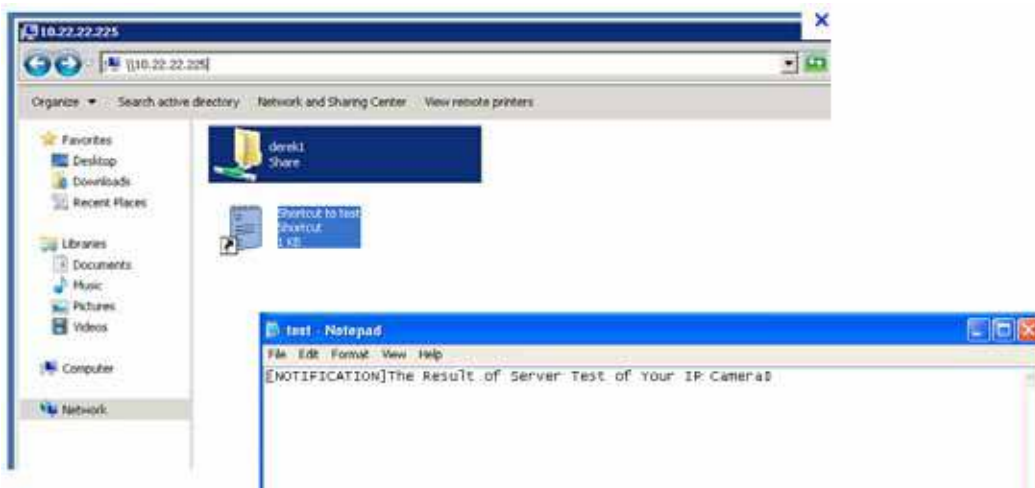 10.22.22.225
\\10.22.22.225
Organize Search active directory Network and Sharing Center View remote printers
Favorites
Desktop
Downloads
Recent Places
Libraries
Documents
Music
Pictures
Videos
Computer
Network
derek1
Share
Shortcut to test
Shortcut
1 KB
test - Notepad
File Edit Format View Help
[NOTIFICATION]The Result of Server Test of Your IP Camera